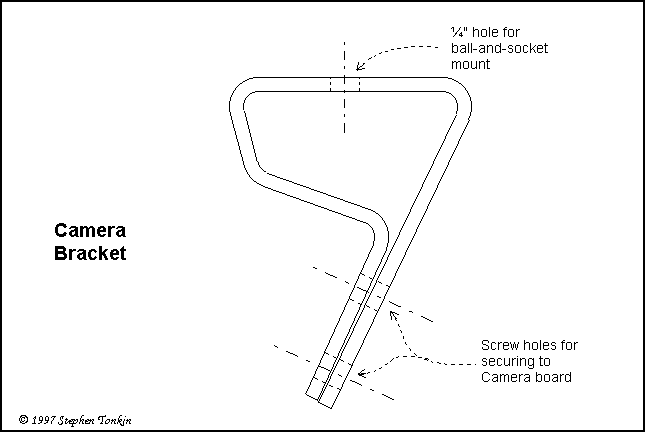 ¼" hole for
ball-and-socket
mount
Camera
Bracket
Screw holes for
securing to
Camera board
© 1997 Stephen Tonkin